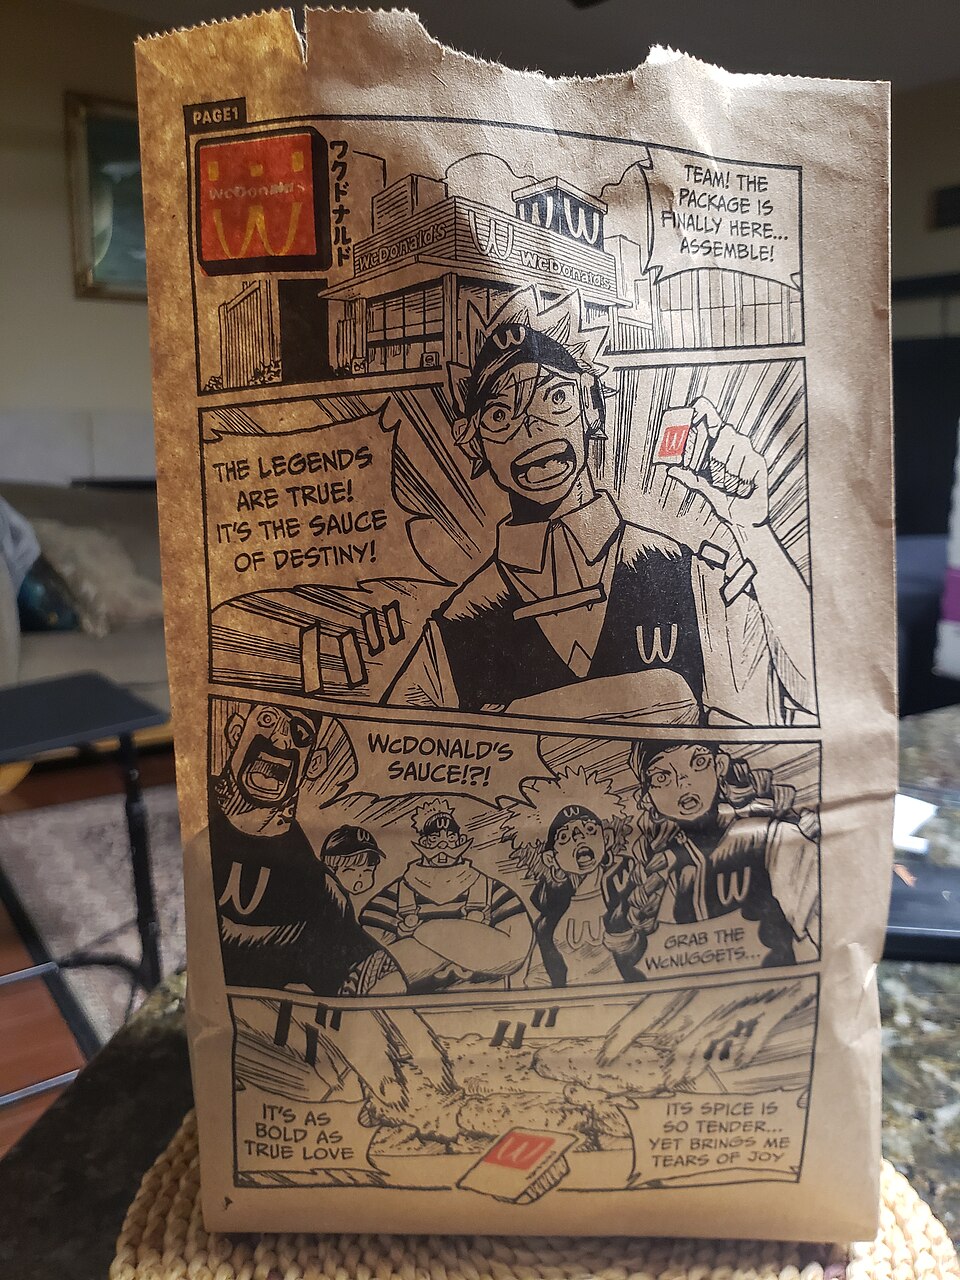 PAGE1
WcDonald's
ワクドナルド
WcDonald's
WcDonald's
TEAM! THE
PACKAGE IS
FINALLY HERE...
ASSEMBLE!
THE LEGENDS
ARE TRUE!
IT'S THE SAUCE
OF DESTINY!
WcDONALD'S
SAUCE!?!
GRAB THE
WcNUGGETS...
IT'S AS
BOLD AS
TRUE LOVE
ITS SPICE IS
SO TENDER...
YET BRINGS ME
TEARS OF JOY